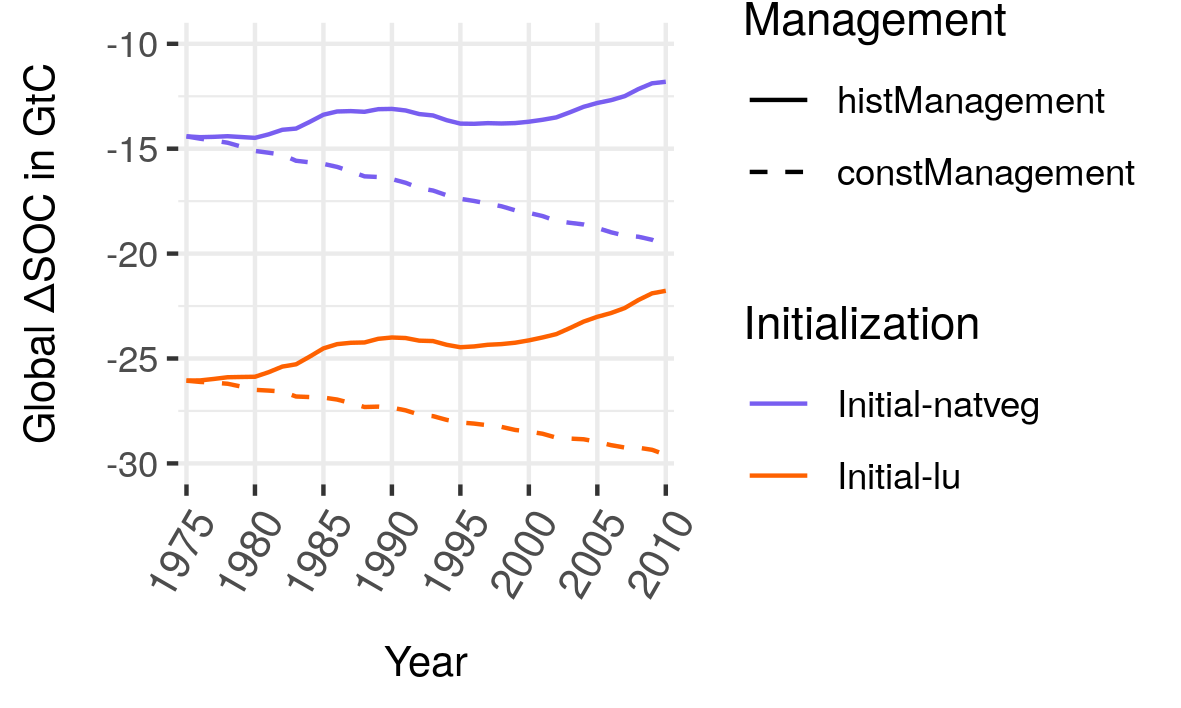 Global ΔSOC in GtC
-10
-15
-20
-25
-30
1975
1980
1985
1990
1995
2000
2005
2010
Year
Management
histManagement
constManagement
Initialization
Initial-natveg
Initial-lu